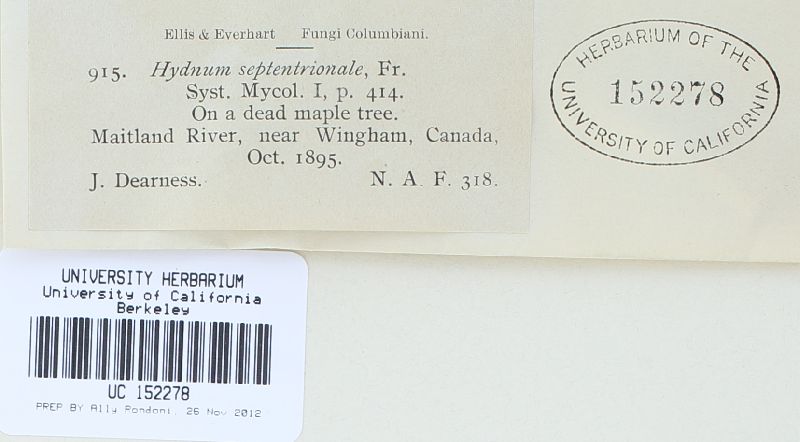 Ellis & Everhart Fungi Columbiani.
915. Hydnum septentrionale, Fr.
Syst. Mycol. I, p. 414.
On a dead maple tree.
Maitland River, near Wingham, Canada,
Oct. 1895.
J. Dearness. N. A. F. 318.
HERBARIUM OF THE
152278
UNIVERSITY OF CALIFORNIA
UNIVERSITY HERBARIUM
University of California
Berkeley
UC 152278
PREP BY Ally Rondoni, 26 Nov 2012